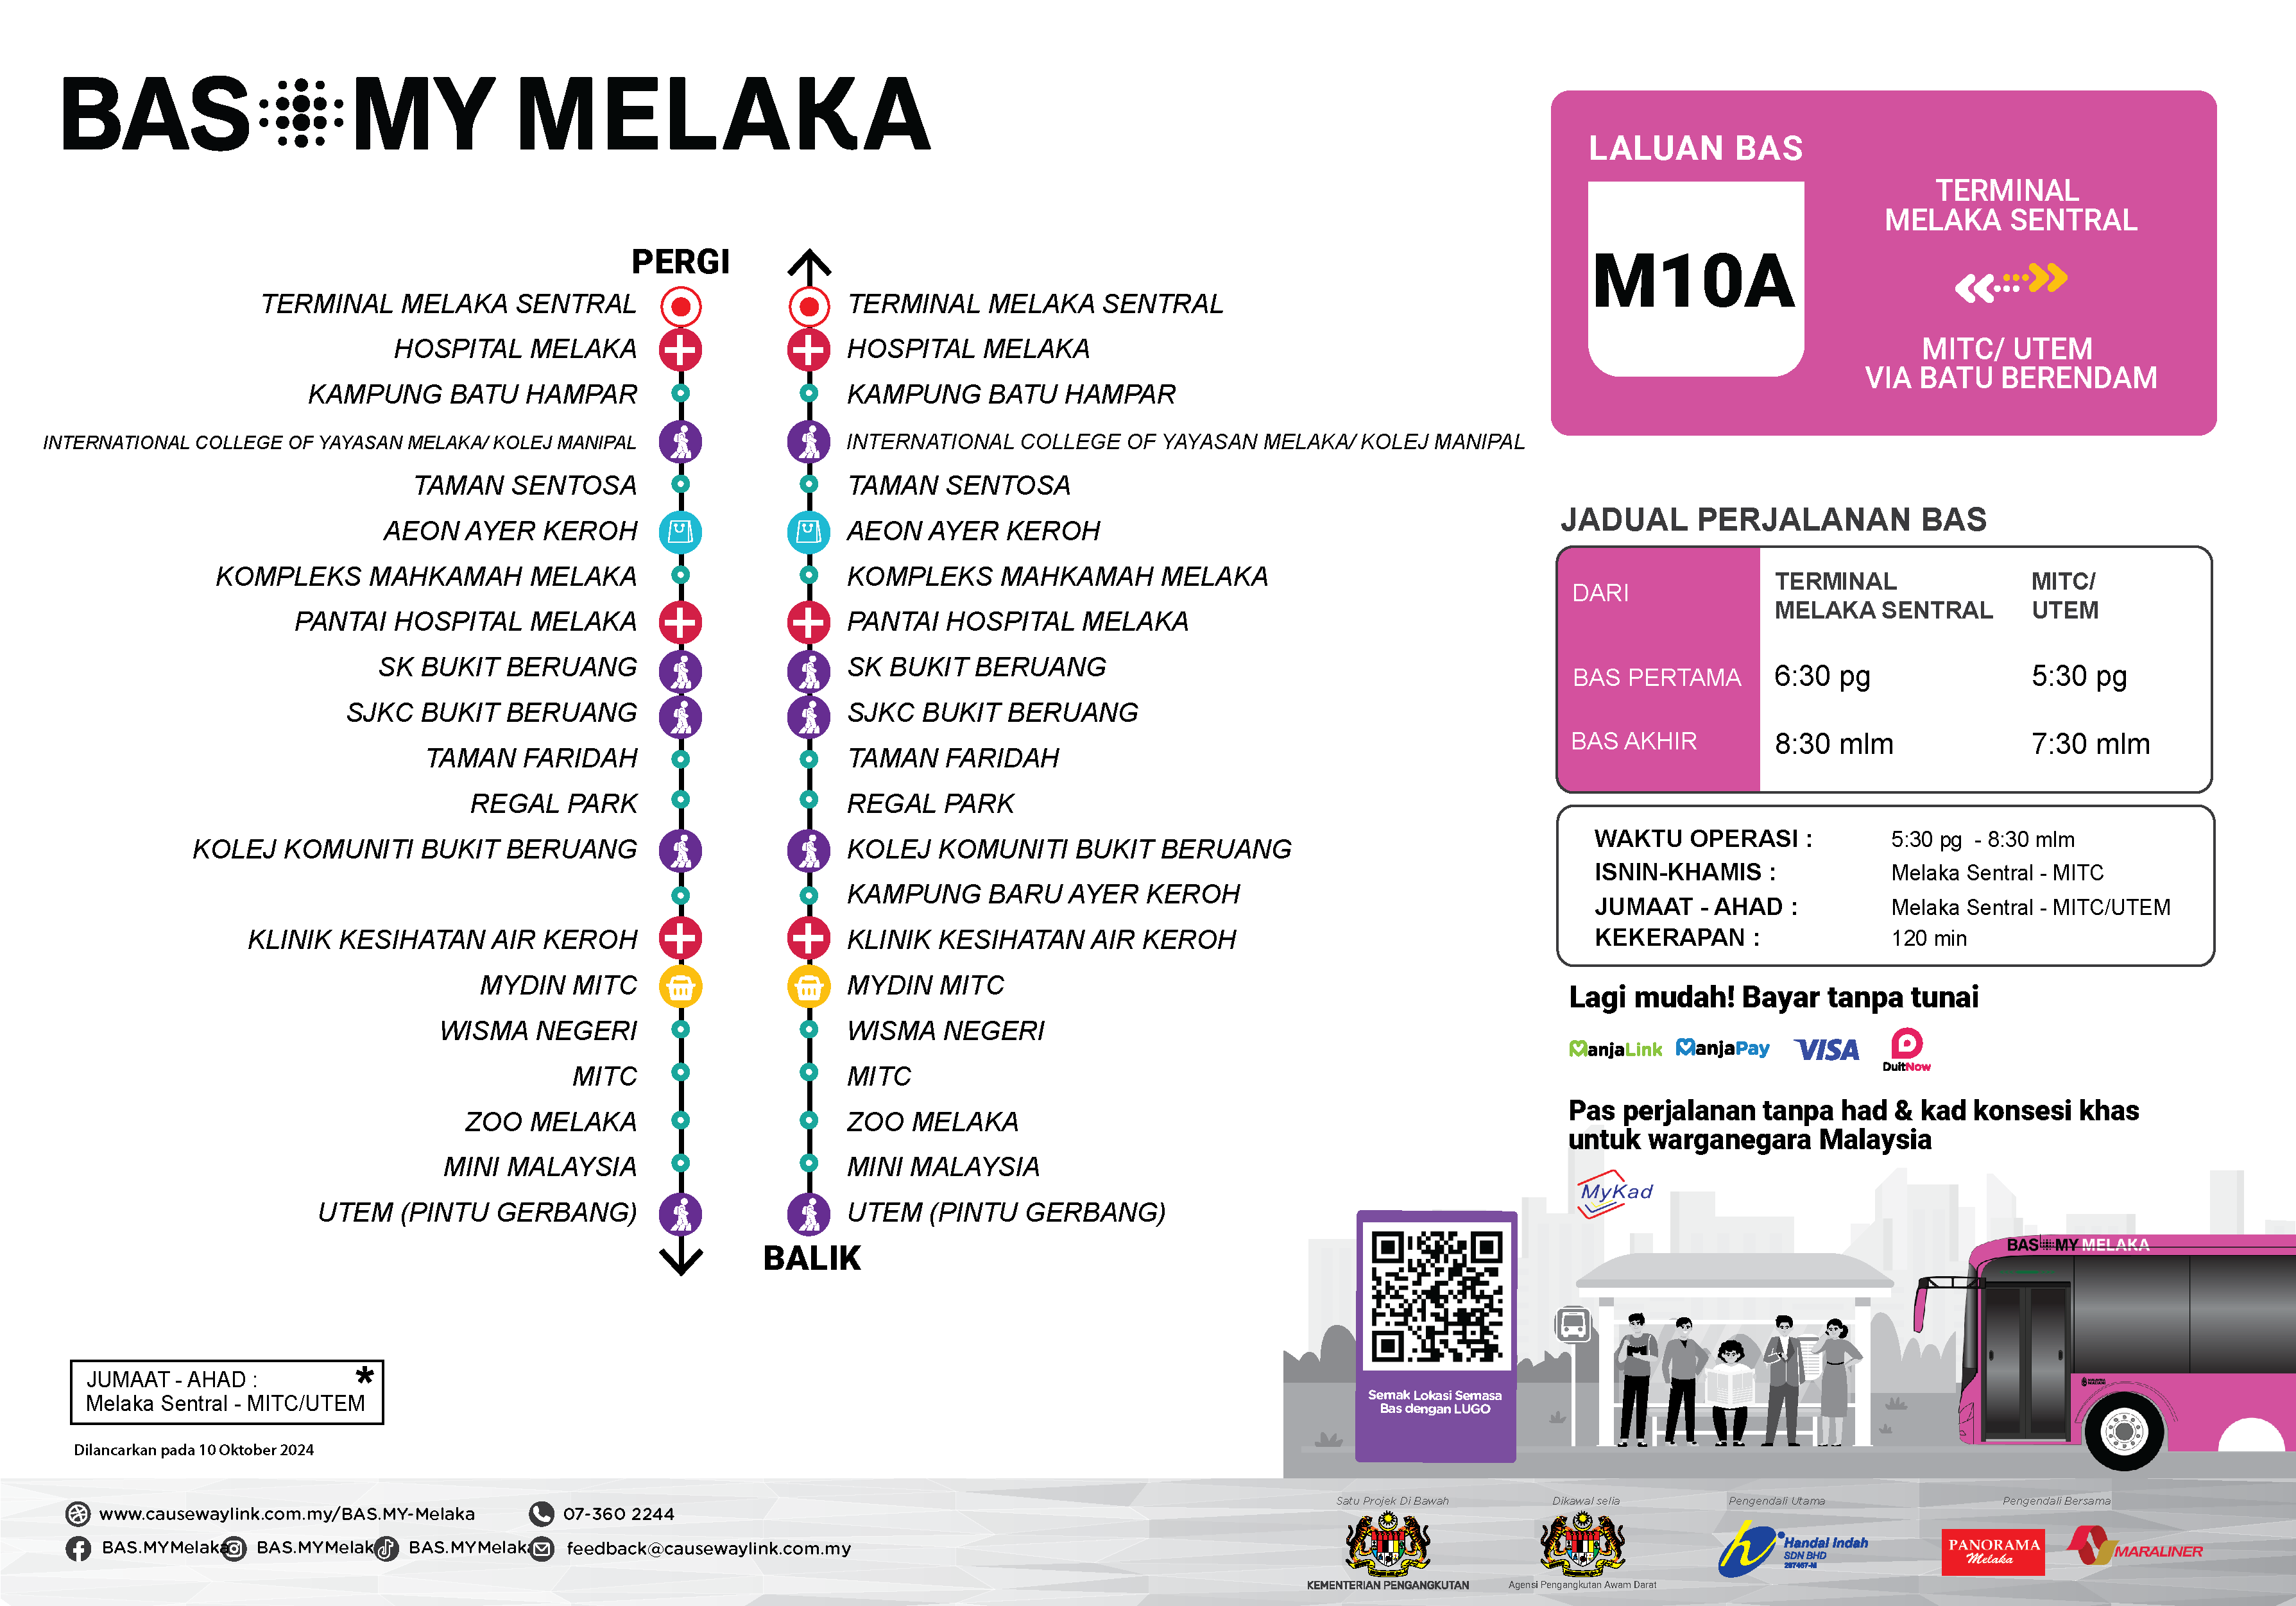 BAS MY MELAKA
LALUAN BAS
M10A
TERMINAL
MELAKA SENTRAL
MITC/ UTEM
VIA BATU BERENDAM
PERGI
TERMINAL MELAKA SENTRAL
HOSPITAL MELAKA
KAMPUNG BATU HAMPAR
INTERNATIONAL COLLEGE OF YAYASAN MELAKA/ KOLEJ MANIPAL
TAMAN SENTOSA
AEON AYER KEROH
KOMPLEKS MAHKAMAH MELAKA
PANTAI HOSPITAL MELAKA
SK BUKIT BERUANG
SJKC BUKIT BERUANG
TAMAN FARIDAH
REGAL PARK
KOLEJ KOMUNITI BUKIT BERUANG
KLINIK KESIHATAN AIR KEROH
MYDIN MITC
WISMA NEGERI
MITC
ZOO MELAKA
MINI MALAYSIA
UTEM (PINTU GERBANG)
TERMINAL MELAKA SENTRAL
HOSPITAL MELAKA
KAMPUNG BATU HAMPAR
INTERNATIONAL COLLEGE OF YAYASAN MELAKA/ KOLEJ MANIPAL
TAMAN SENTOSA
AEON AYER KEROH
KOMPLEKS MAHKAMAH MELAKA
PANTAI HOSPITAL MELAKA
SK BUKIT BERUANG
SJKC BUKIT BERUANG
TAMAN FARIDAH
REGAL PARK
KOLEJ KOMUNITI BUKIT BERUANG
KAMPUNG BARU AYER KEROH
KLINIK KESIHATAN AIR KEROH
MYDIN MITC
WISMA NEGERI
MITC
ZOO MELAKA
MINI MALAYSIA
UTEM (PINTU GERBANG)
BALIK
JADUAL PERJALANAN BAS
DARI
TERMINAL
MELAKA SENTRAL
MITC/
UTEM
BAS PERTAMA 6:30 pg 5:30 pg
BAS AKHIR 8:30 mlm 7:30 mlm
WAKTU OPERASI : 5:30 pg - 8:30 mlm
ISNIN-KHAMIS : Melaka Sentral - MITC
JUMAAT - AHAD : Melaka Sentral - MITC/UTEM
KEKERAPAN : 120 min
Lagi mudah! Bayar tanpa tunai
ManjaLink ManjaPay VISA DuitNow
Pas perjalanan tanpa had & kad konsesi khas
untuk warganegara Malaysia
MyKad
BAS MY MELAKA
Semak Lokasi Semasa
Bas dengan LUGO
JUMAAT - AHAD : *
Melaka Sentral - MITC/UTEM
Dilancarkan pada 10 Oktober 2024
www.causewaylink.com.my/BAS.MY-Melaka 07-360 2244
BAS.MYMelaka BAS.MYMelaka BAS.MYMelaka feedback@causewaylink.com.my
Satu Projek Di Bawah
KEMENTERIAN PENGANGKUTAN
Dikawal selia
Agensi Pengangkutan Awam Darat
Pengendali Utama
Handal Indah
SDN BHD
267467-M
Pengendali Bersama
PANORAMA
Melaka
MARALINER